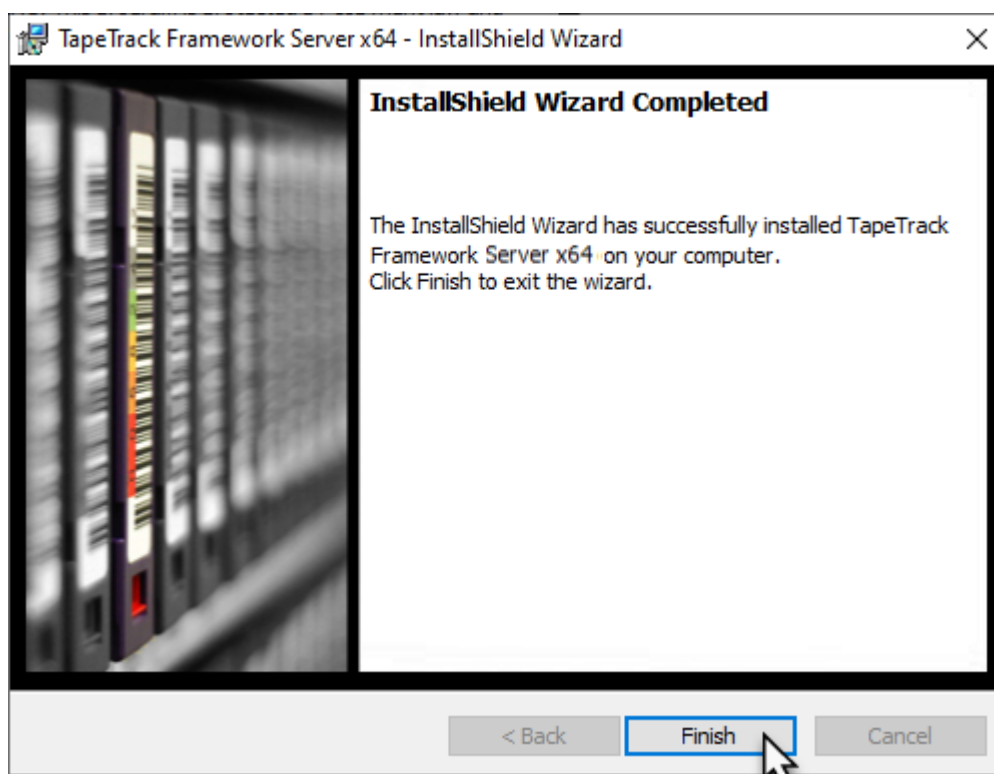 TapeTrack Framework Server x64 - InstallShield Wizard
InstallShield Wizard Completed
The InstallShield Wizard has successfully installed TapeTrack
Framework Server x64 on your computer.
Click Finish to exit the wizard.
< Back
Finish
Cancel